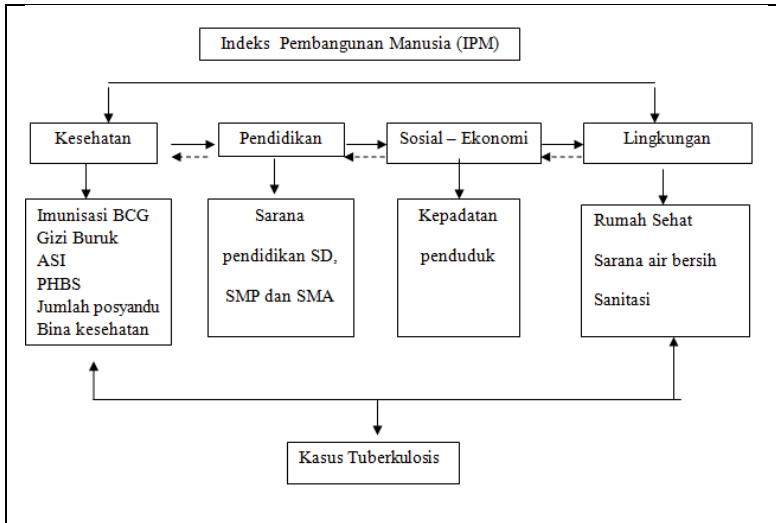 Indeks Pembangunan Manusia (IPM)
Kesehatan
Pendidikan
Sosial – Ekonomi
Lingkungan
Imunisasi BCG
Gizi Buruk
ASI
PHBS
Jumlah posyandu
Bina kesehatan
Sarana
pendidikan SD,
SMP dan SMA
Kepadatan
penduduk
Rumah Sehat
Sarana air bersih
Sanitasi
Kasus Tuberkulosis